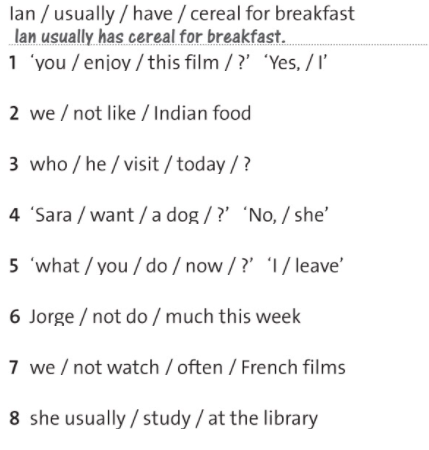 Ian / usually / have / cereal for breakfast
Ian usually has cereal for breakfast.
1 ‘you / enjoy / this film / ?’ ‘Yes, / I’
2 we / not like / Indian food
3 who / he / visit / today / ?
4 ‘Sara / want / a dog / ?’ ‘No, / she’
5 ‘what / you / do / now / ?’ ‘I / leave’
6 Jorge / not do / much this week
7 we / not watch / often / French films
8 she usually / study / at the library